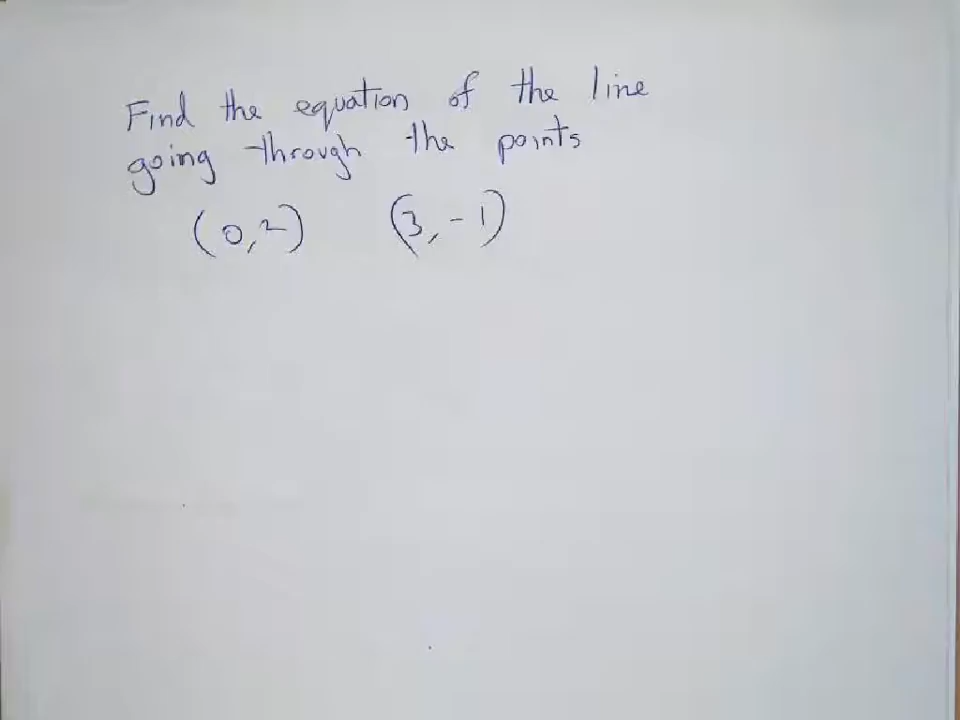 Find the equation of the line
going through the points
(0,2) (3,-1)